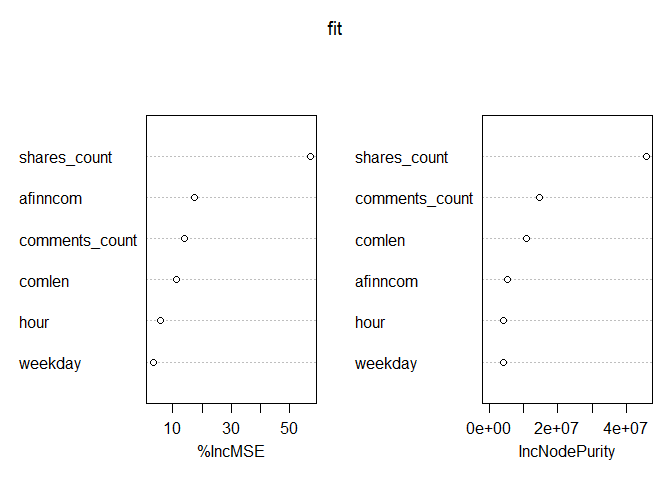 fit
shares_count
afinncom
comments_count
comlen
hour
weekday
10 30 50
%IncMSE
shares_count
comments_count
comlen
afinncom
hour
weekday
0e+00 2e+07 4e+07
IncNodePurity